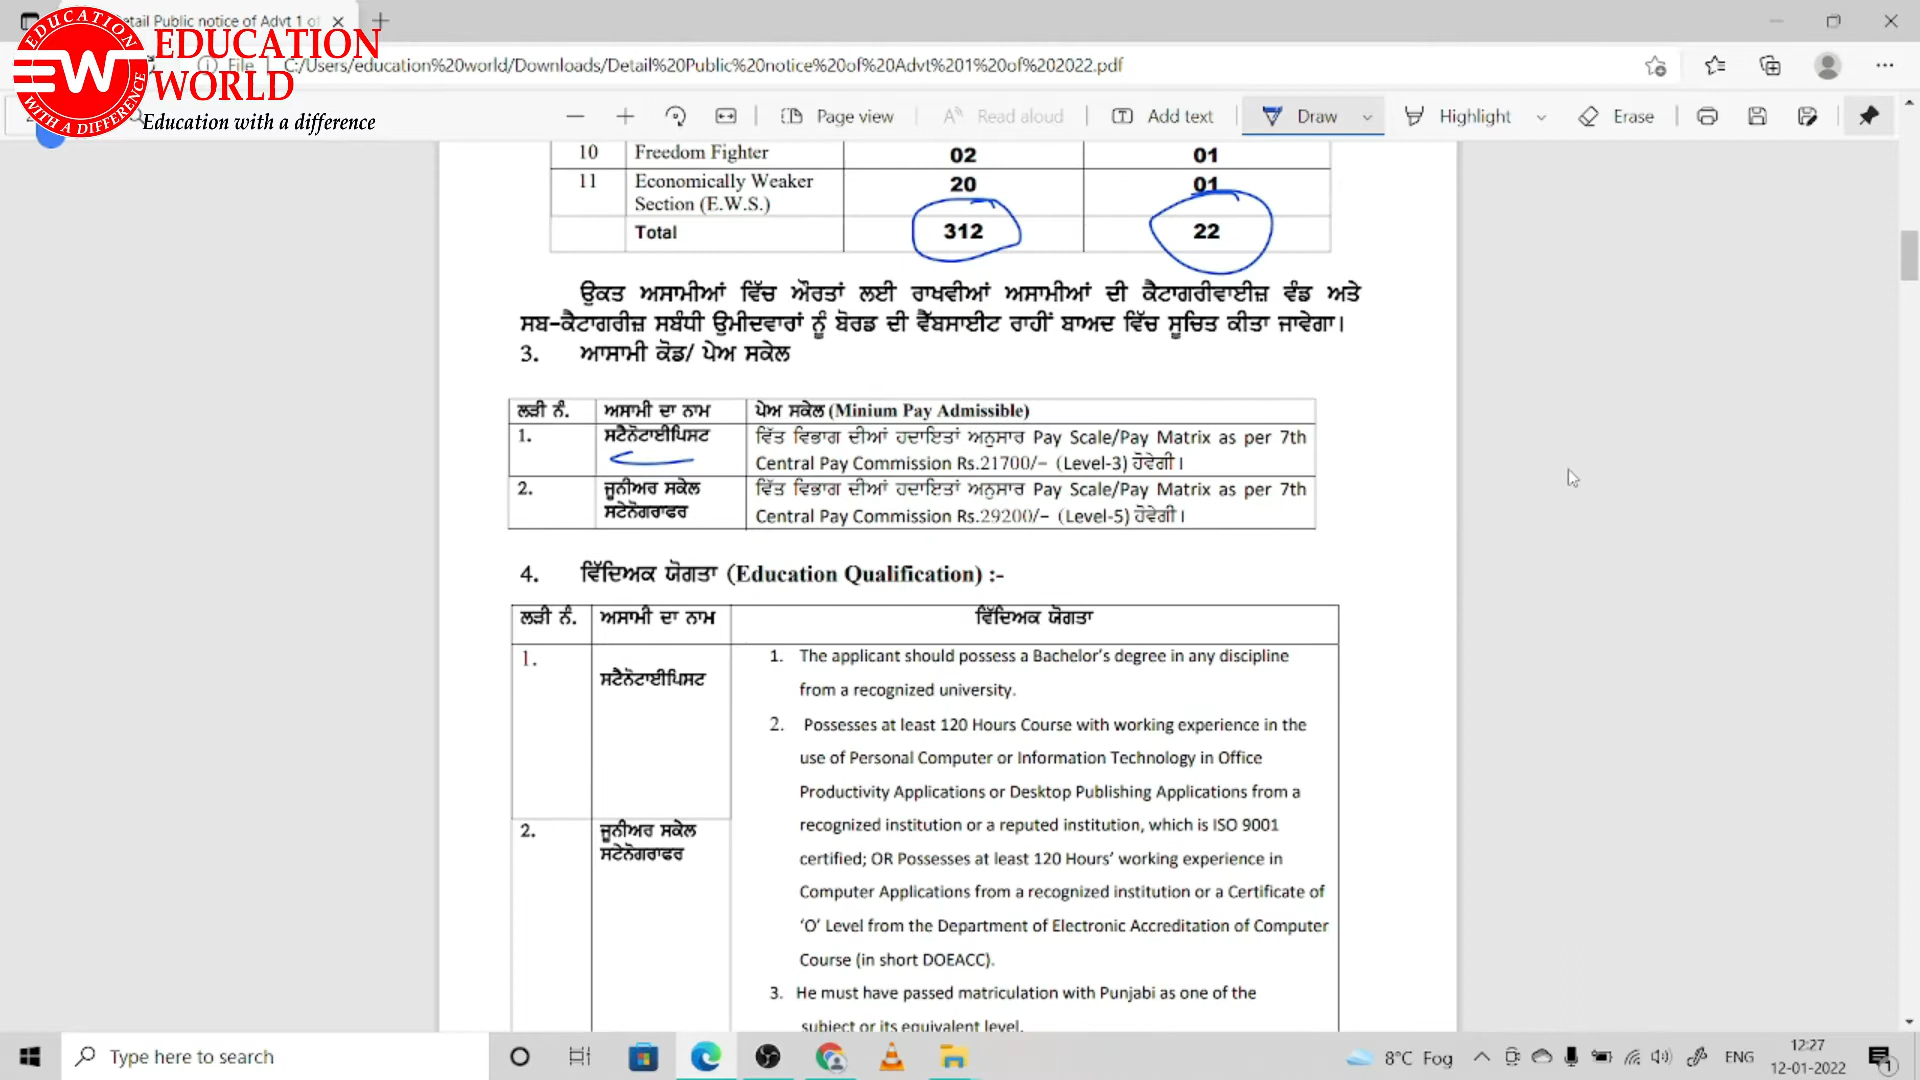 Detail Public notice of Advt 1 of
EDUCATION
WORLD
Education with a difference
EDUCATION
EW
WITH A DIFFERENCE
File
C:/Users/education%20world/Downloads/Detail%20Public%20notice%20of%20Advt%201%20of%202022.pdf
Page view
Read aloud
Add text
Draw
Highlight
Erase
10 Freedom Fighter 02 01
11 Economically Weaker 20 01
Section (E.W.S.)
Total 312 22
ਉਕਤ ਅਸਾਮੀਆਂ ਵਿੱਚ ਔਰਤਾਂ ਲਈ ਰਾਖਵੀਆਂ ਅਸਾਮੀਆਂ ਦੀ ਕੈਟਾਗਰੀਵਾਈਜ਼ ਵੰਡ ਅਤੇ
ਸਬ-ਕੈਟਾਗਰੀਜ਼ ਸਬੰਧੀ ਉਮੀਦਵਾਰਾਂ ਨੂੰ ਬੋਰਡ ਦੀ ਵੈੱਬਸਾਈਟ ਰਾਹੀਂ ਬਾਅਦ ਵਿੱਚ ਸੂਚਿਤ ਕੀਤਾ ਜਾਵੇਗਾ।
3. ਆਸਾਮੀ ਕੋਡ/ ਪੇਅ ਸਕੇਲ
ਲੜੀ ਨੰ. ਅਸਾਮੀ ਦਾ ਨਾਮ ਪੇਅ ਸਕੇਲ (Minium Pay Admissible)
1. ਸਟੈਨੋਟਾਈਪਿਸਟ ਵਿੱਤ ਵਿਭਾਗ ਦੀਆਂ ਹਦਾਇਤਾਂ ਅਨੁਸਾਰ Pay Scale/Pay Matrix as per 7th
Central Pay Commission Rs.21700/- (Level-3) ਹੋਵੇਗੀ।
2. ਜੂਨੀਅਰ ਸਕੇਲ ਵਿੱਤ ਵਿਭਾਗ ਦੀਆਂ ਹਦਾਇਤਾਂ ਅਨੁਸਾਰ Pay Scale/Pay Matrix as per 7th
ਸਟੇਨੋਗਰਾਫਰ Central Pay Commission Rs.29200/- (Level-5) ਹੋਵੇਗੀ।
4. ਵਿੱਦਿਅਕ ਯੋਗਤਾ (Education Qualification) :-
ਲੜੀ ਨੰ. ਅਸਾਮੀ ਦਾ ਨਾਮ ਵਿੱਦਿਅਕ ਯੋਗਤਾ
1. ਸਟੈਨੋਟਾਈਪਿਸਟ
2. ਜੂਨੀਅਰ ਸਕੇਲ
ਸਟੇਨੋਗਰਾਫਰ
1. The applicant should possess a Bachelor's degree in any discipline
from a recognized university.
2. Possesses at least 120 Hours Course with working experience in the
use of Personal Computer or Information Technology in Office
Productivity Applications or Desktop Publishing Applications from a
recognized institution or a reputed institution, which is ISO 9001
certified; OR Possesses at least 120 Hours' working experience in
Computer Applications from a recognized institution or a Certificate of
'O' Level from the Department of Electronic Accreditation of Computer
Course (in short DOEACC).
3. He must have passed matriculation with Punjabi as one of the
subject or its equivalent level.
Type here to search
8°C Fog
ENG
12:27
12-01-2022
1